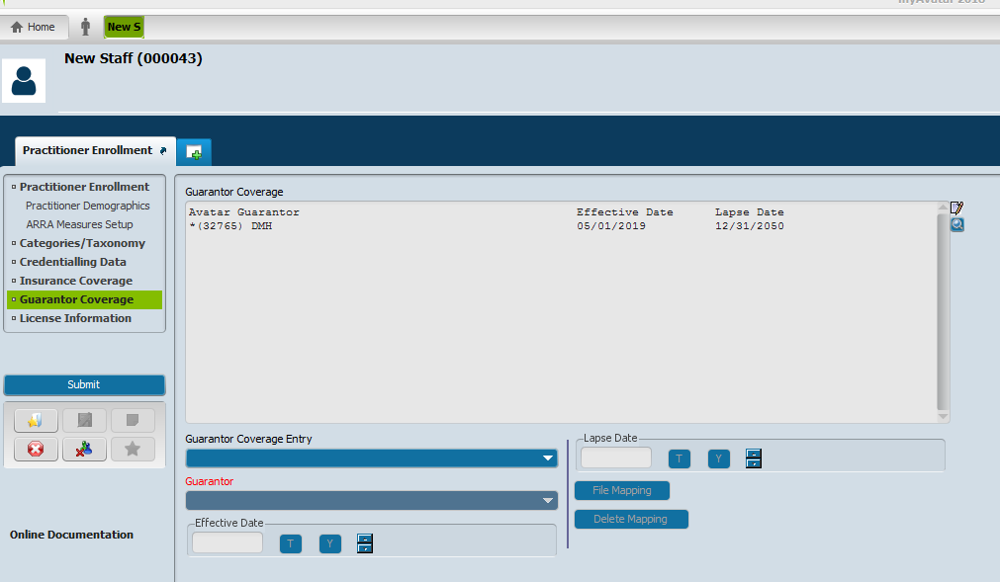 myAvatar 2018
Home
New S
New Staff (000043)
Practitioner Enrollment
Practitioner Enrollment
Practitioner Demographics
ARRA Measures Setup
Categories/Taxonomy
Credentialling Data
Insurance Coverage
Guarantor Coverage
License Information
Submit
Online Documentation
Guarantor Coverage
Avatar Guarantor Effective Date Lapse Date
*(32765) DMH 05/01/2019 12/31/2050
Guarantor Coverage Entry
Guarantor
Effective Date
T Y
Lapse Date
T Y
File Mapping
Delete Mapping